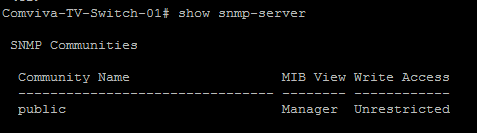 Comviva-TV-Switch-01# show snmp-server
SNMP Communities
Community Name MIB View Write Access
-------------------------------- -------- ------------
public Manager Unrestricted